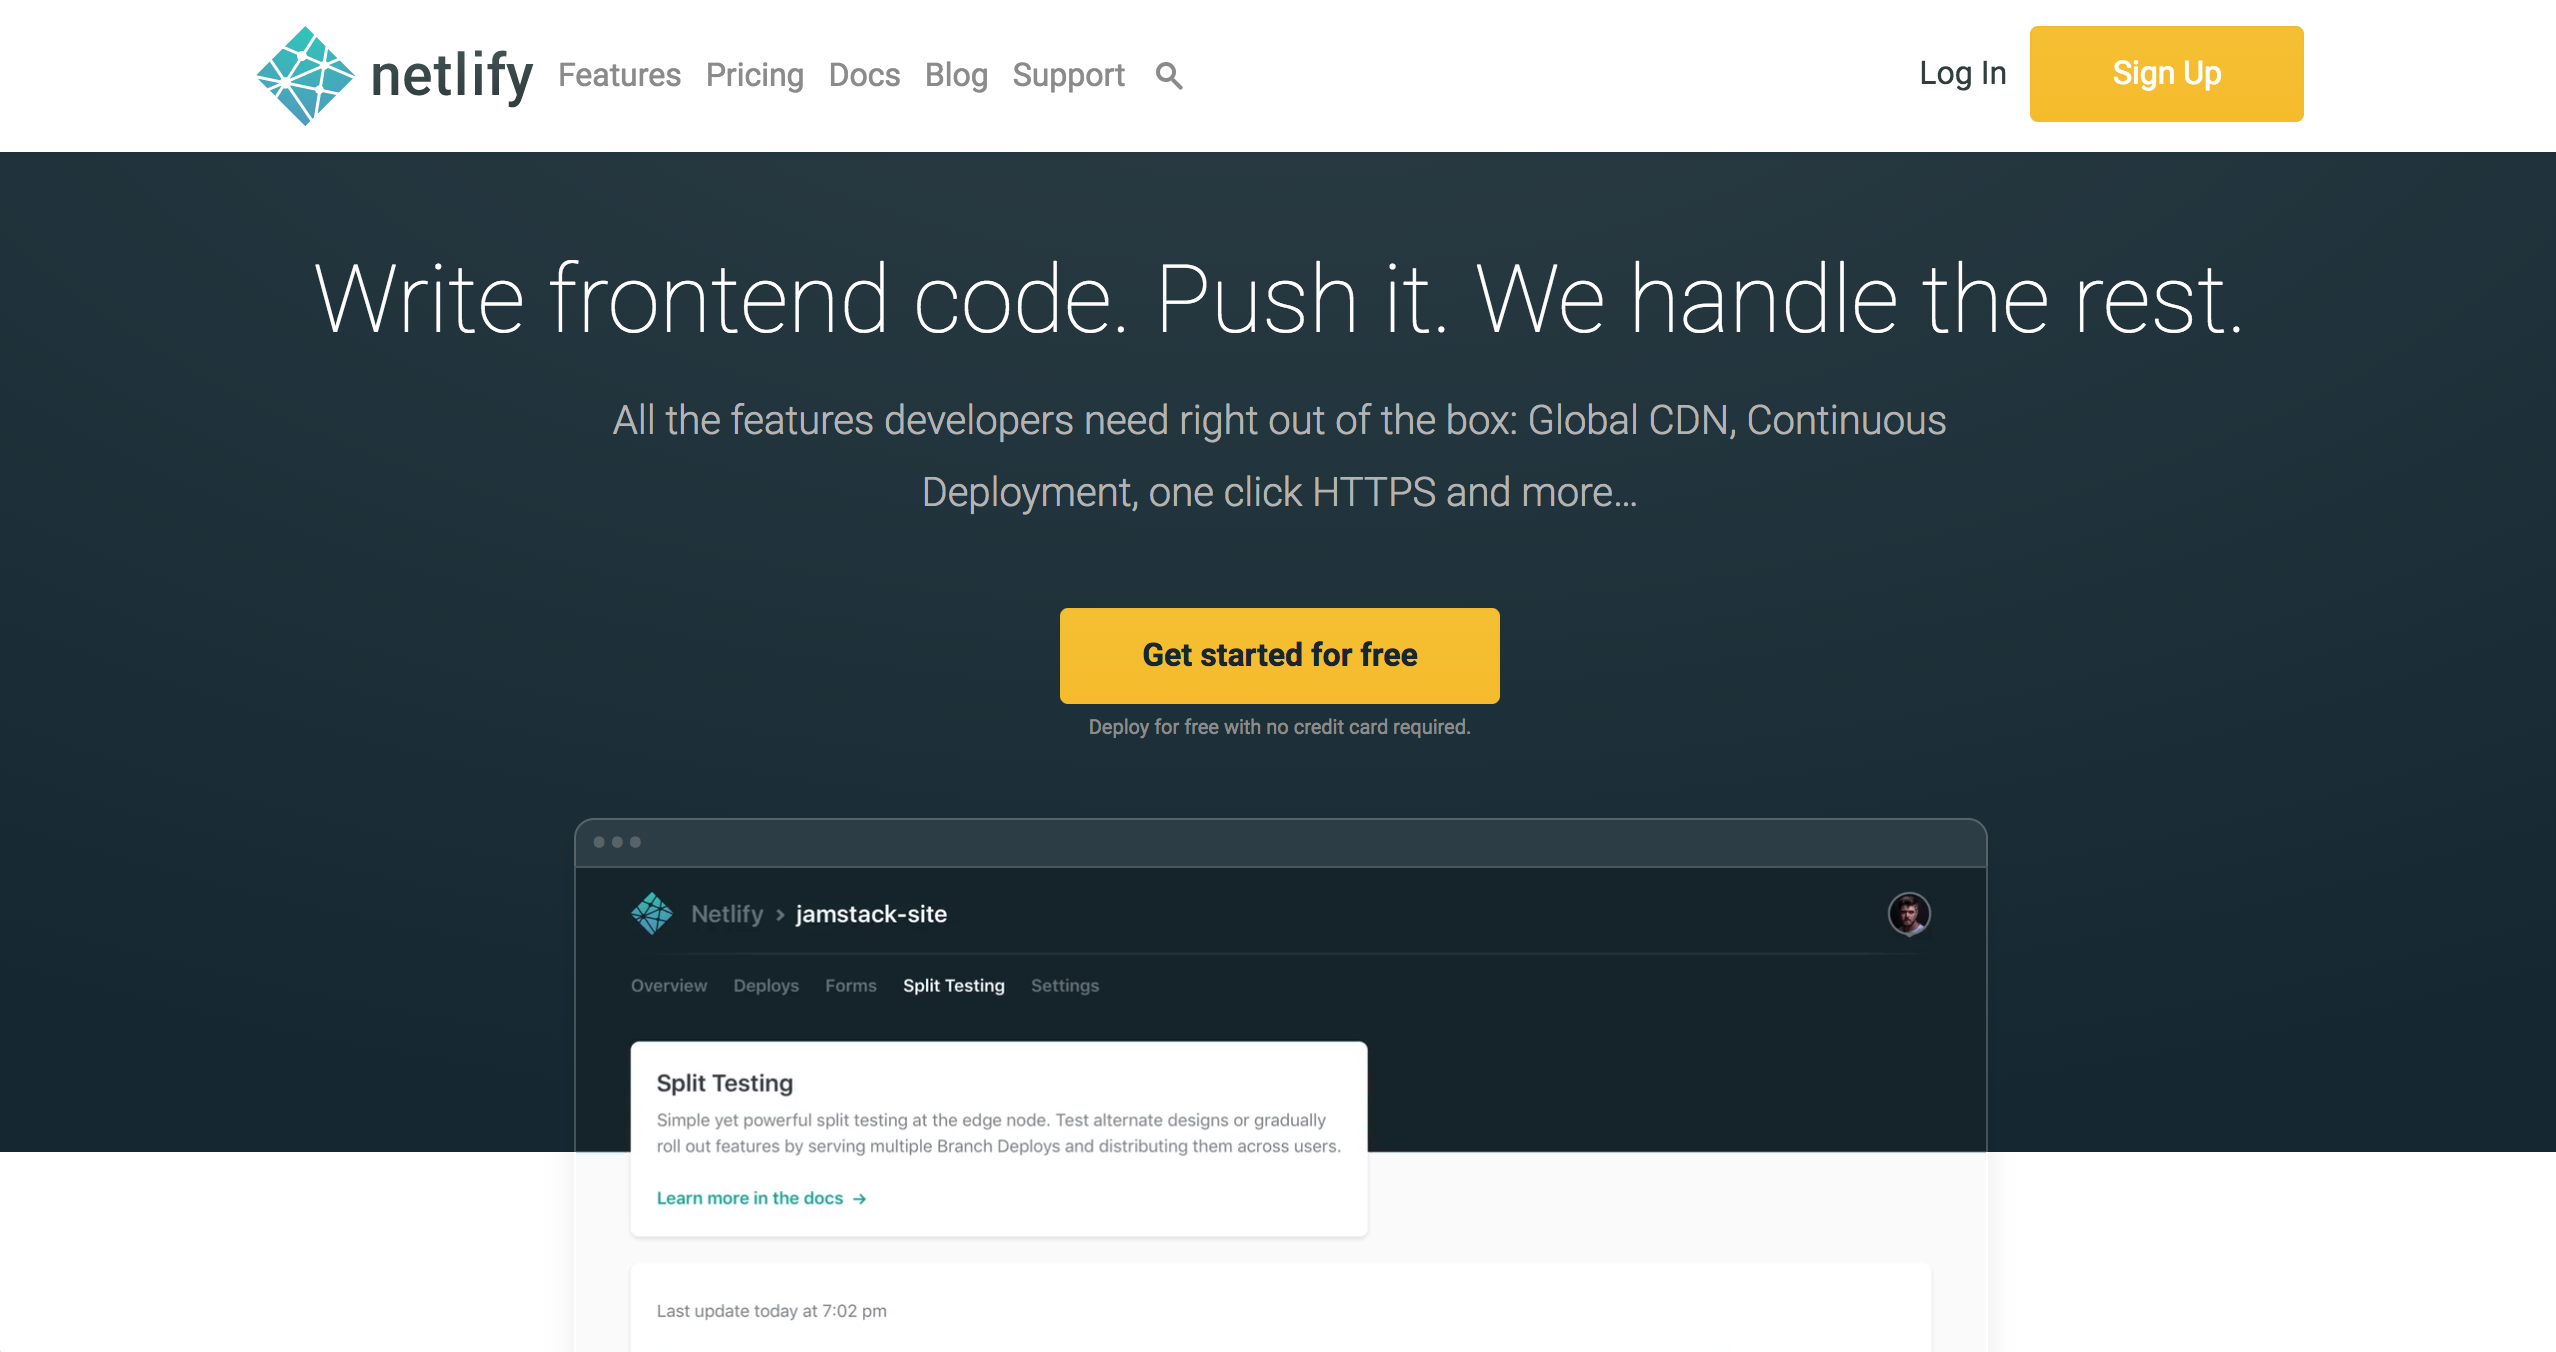 netlify Features Pricing Docs Blog Support Log In Sign Up
Write frontend code. Push it. We handle the rest.
All the features developers need right out of the box: Global CDN, Continuous
Deployment, one click HTTPS and more...
Get started for free
Deploy for free with no credit card required.
Netlify > jamstack-site
Overview Deploys Forms Split Testing Settings
Split Testing
Simple yet powerful split testing at the edge node. Test alternate designs or gradually
roll out features by serving multiple Branch Deploys and distributing them across users.
Learn more in the docs →
Last update today at 7:02 pm